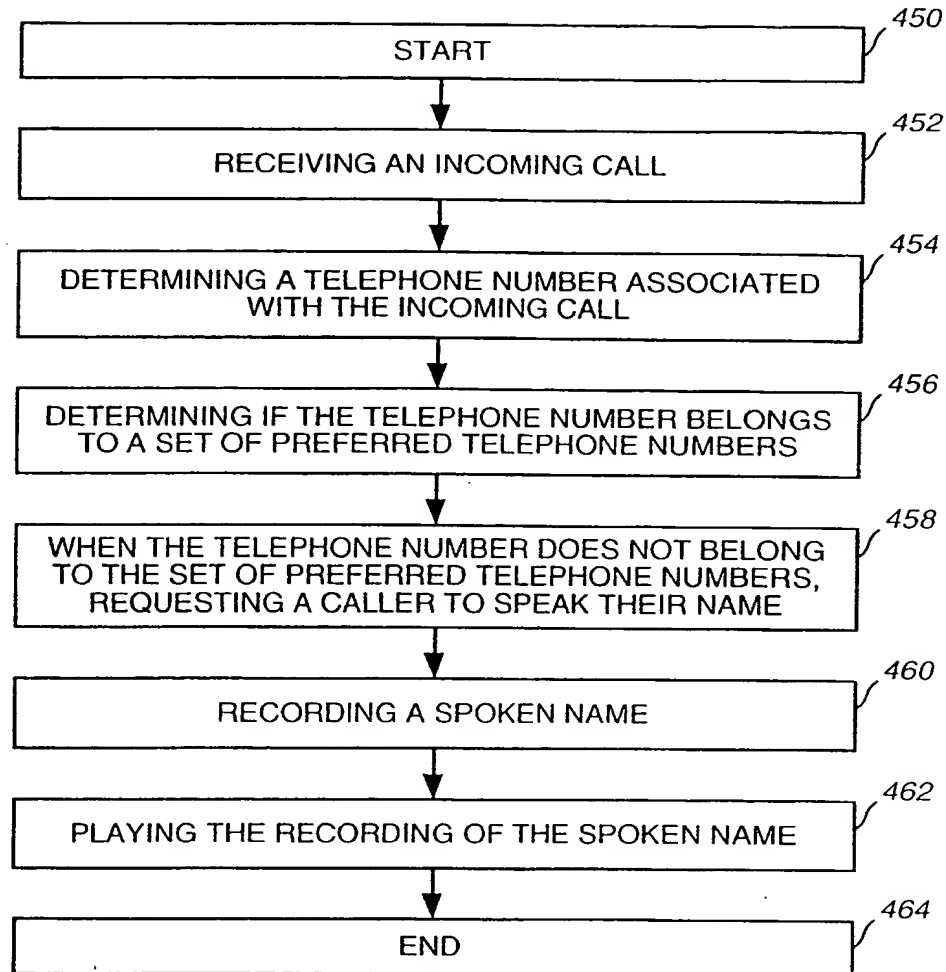 450
START
452
RECEIVING AN INCOMING CALL
454
DETERMINING A TELEPHONE NUMBER ASSOCIATED
WITH THE INCOMING CALL
456
DETERMINING IF THE TELEPHONE NUMBER BELONGS
TO A SET OF PREFERRED TELEPHONE NUMBERS
458
WHEN THE TELEPHONE NUMBER DOES NOT BELONG
TO THE SET OF PREFERRED TELEPHONE NUMBERS,
REQUESTING A CALLER TO SPEAK THEIR NAME
460
RECORDING A SPOKEN NAME
462
PLAYING THE RECORDING OF THE SPOKEN NAME
464
END